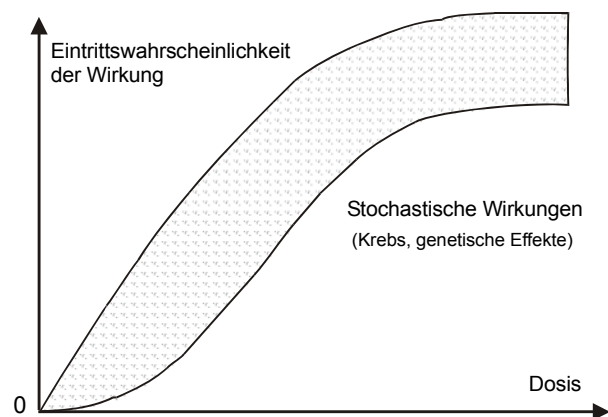 Eintrittswahrscheinlichkeit
der Wirkung
Stochastische Wirkungen
(Krebs, genetische Effekte)
Dosis
0